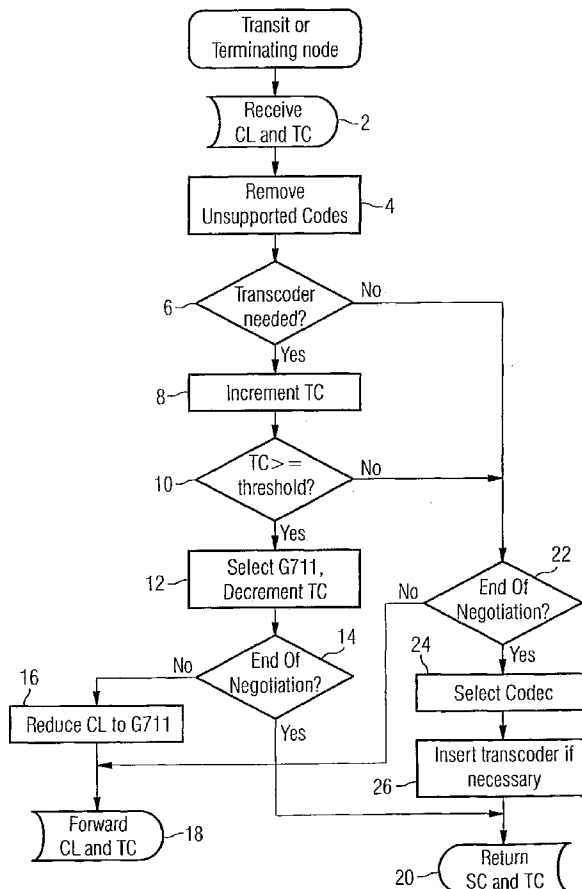 Transit or
Terminating node
Receive
CL and TC
2
Remove
Unsupported Codes
4
Transcoder
needed?
6
No
Yes
Increment TC
8
TC>=
threshold?
10
No
Yes
Select G711,
Decrement TC
12
End Of
Negotiation?
14
No
Yes
16
Reduce CL to G711
Forward
CL and TC
18
22
End Of
Negotiation?
No
Yes
24
Select Codec
Insert transcoder if
necessary
26
Return
SC and TC
20